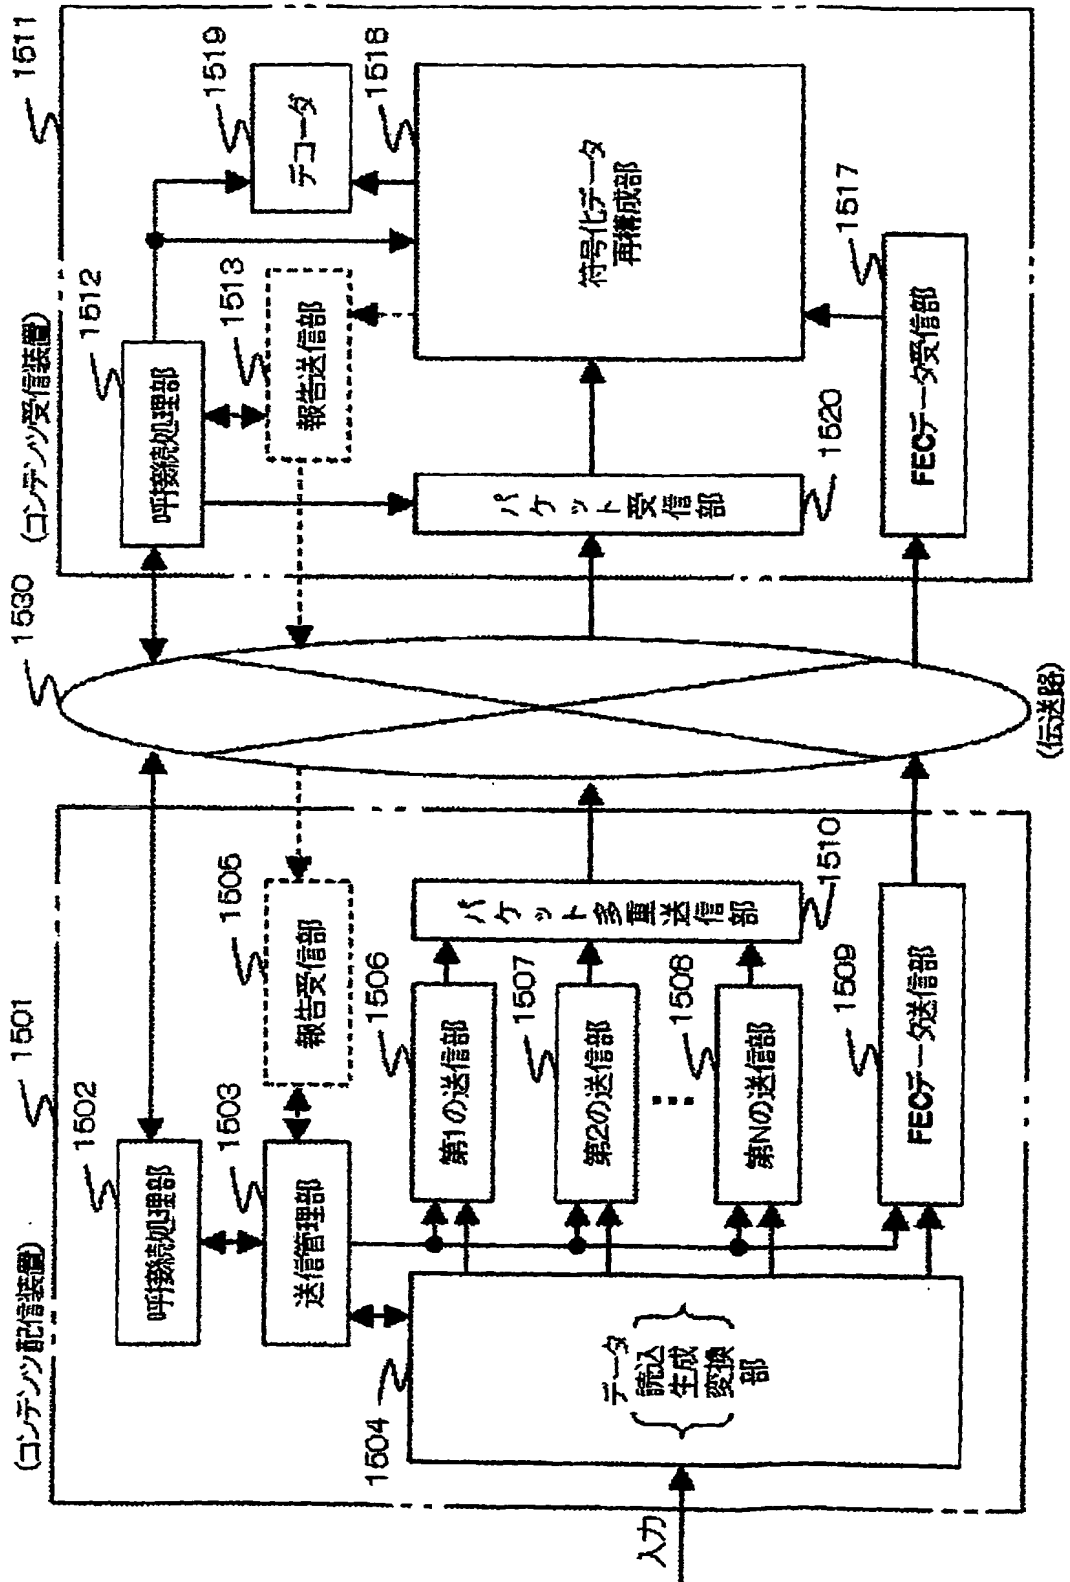 (コンテンツ配信装置)
1501
1502
呼接続処理部
1503
送信管理部
1505
報告受信部
1504
データ
読込
生成
変換
部
入力
1506
第1の送信部
1507
第2の送信部
⋯
1508
第Nの送信部
1509
FECデータ送信部
パケット多重送信部
1510
1530
(伝送路)
(コンテンツ受信装置)
1511
1512
呼接続処理部
1513
報告送信部
1519
デコーダ
1518
符号化データ
再構成部
パケット受信部
1520
1517
FECデータ受信部